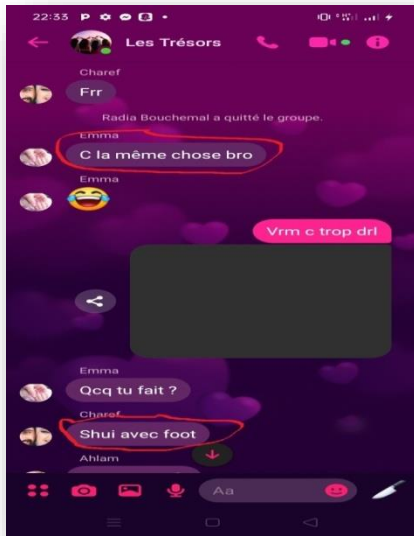 22:33
Les Trésors
Charef
Frr
Radia Bouchemal a quitté le groupe.
Emma
C la même chose bro
Emma
Vrm c trop drl
Emma
Qcq tu fait ?
Charef
Shui avec foot
Ahlam
Aa